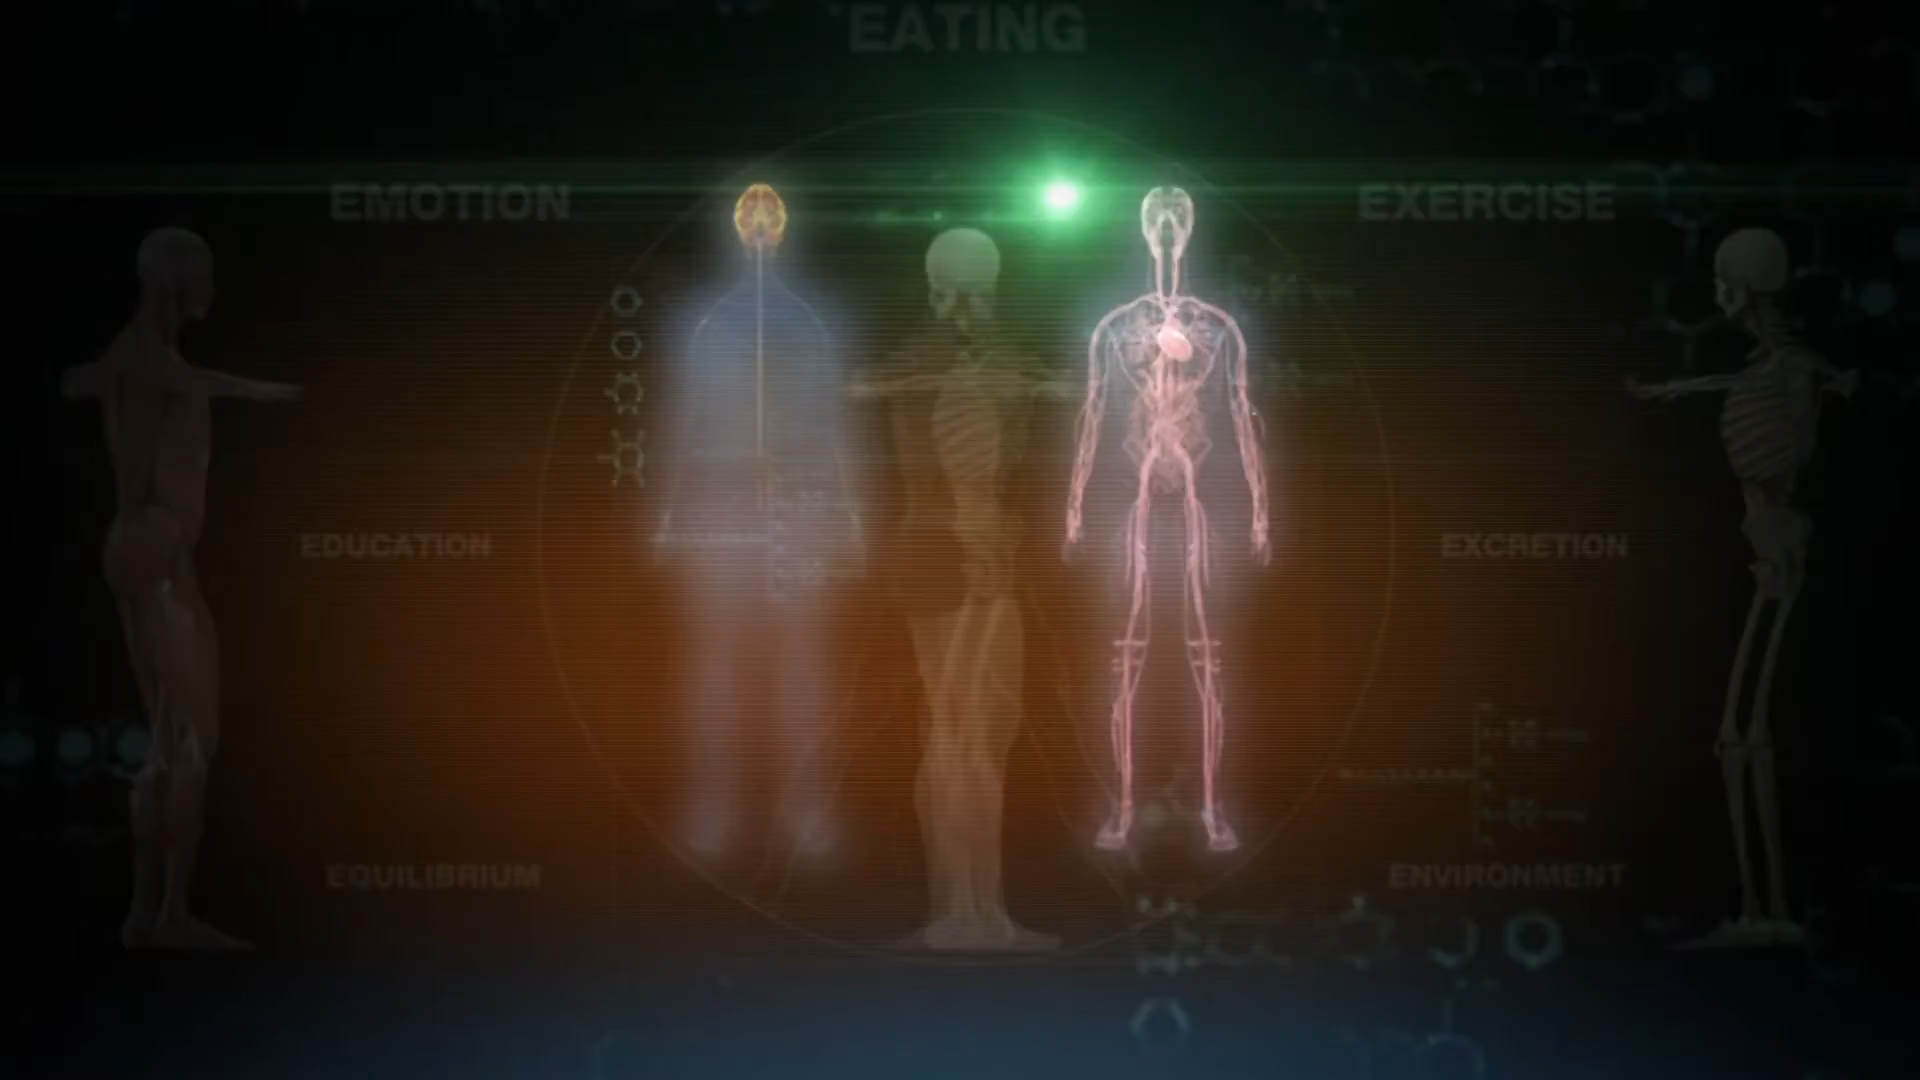 EATING
EMOTION
EXERCISE
EDUCATION
EXCRETION
EQUILIBRIUM
ENVIRONMENT